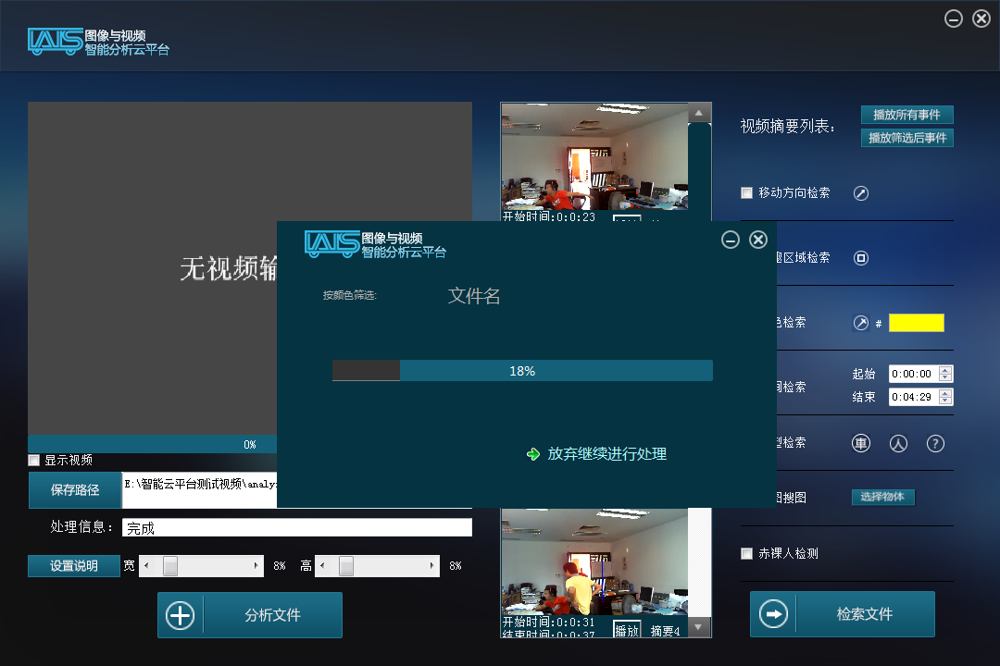 IAIS 图像与视频
智能分析云平台
无视频输
0%
显示视频
保存路径
E:\智能云平台测试视频\analy
处理信息：
完成
设置说明
宽
8%
高
8%
分析文件
开始时间:0:0:23
开始时间:0:0:31
结束时间:0:0:37
播放
摘要4
视频摘要列表：
播放所有事件
播放筛选后事件
移动方向检索
区域检索
检索
#
起始
0:00:00
结束
0:04:29
检索
車
人
?
搜图
选择物体
赤裸人检测
检索文件
IAIS 图像与视频
智能分析云平台
按颜色筛选:
文件名
18%
放弃继续进行处理